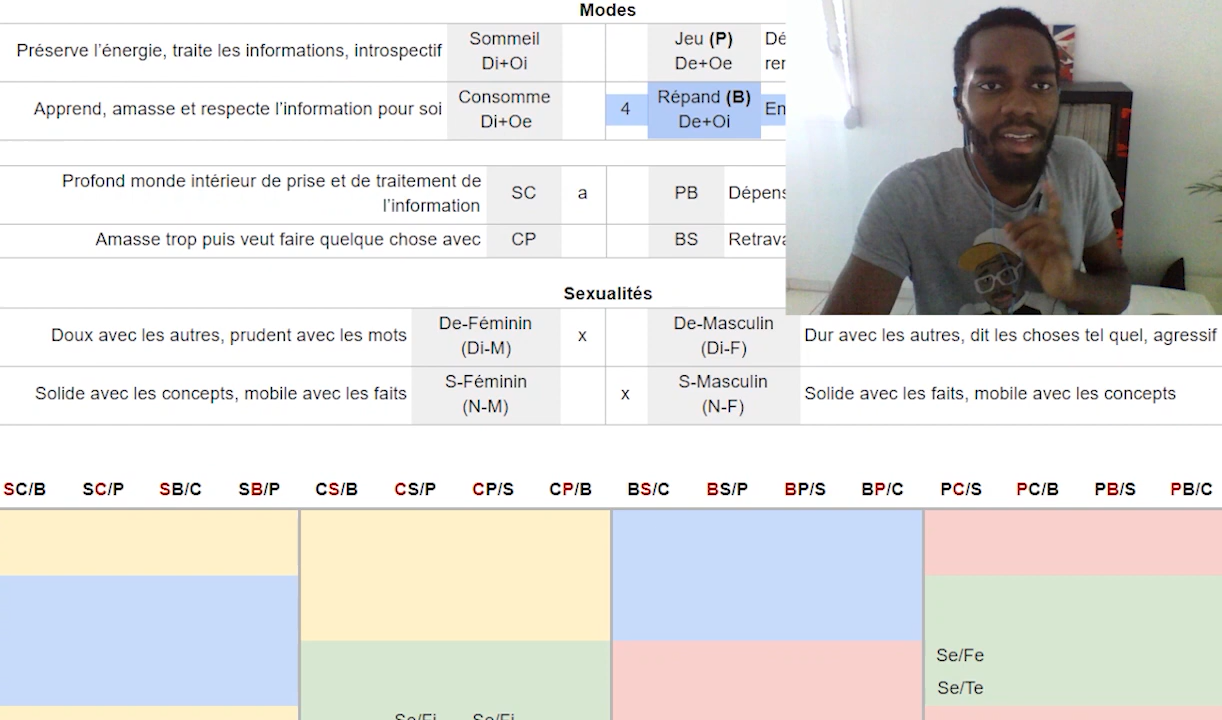 Modes
Préserve l'énergie, traite les informations, introspectif
Sommeil
Di+Oi
Jeu (P)
De+Oe
Apprend, amasse et respecte l'information pour soi
Consomme
Di+Oe
4
Répand (B)
De+Oi
Profond monde intérieur de prise et de traitement de
l'information
SC
a
PB
Amasse trop puis veut faire quelque chose avec
CP
BS
Sexualités
Doux avec les autres, prudent avec les mots
De-Féminin
(Di-M)
x
De-Masculin
(Di-F)
Dur avec les autres, dit les choses tel quel, agressif
Solide avec les concepts, mobile avec les faits
S-Féminin
(N-M)
x
S-Masculin
(N-F)
Solide avec les faits, mobile avec les concepts
SC/B SC/P SB/C SB/P CS/B CS/P CP/S CP/B BS/C BS/P BP/S BP/C PC/S PC/B PB/S PB/C
Se/Fe
Se/Te